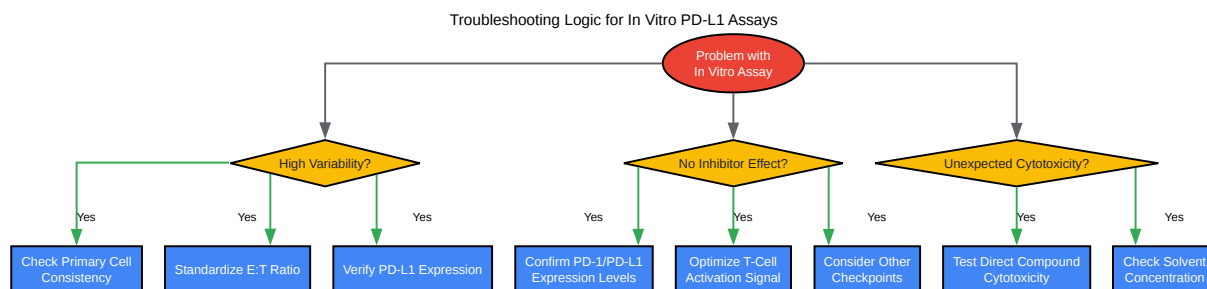 Troubleshooting Logic for In Vitro PD-L1 Assays
Problem with
In Vitro Assay
High Variability?
No Inhibitor Effect?
Unexpected Cytotoxicity?
Yes
Yes
Yes
Yes
Yes
Yes
Yes
Yes
Check Primary Cell
Consistency
Standardize E:T Ratio
Verify PD-L1 Expression
Confirm PD-1/PD-L1
Expression Levels
Optimize T-Cell
Activation Signal
Consider Other
Checkpoints
Test Direct Compound
Cytotoxicity
Check Solvent
Concentration